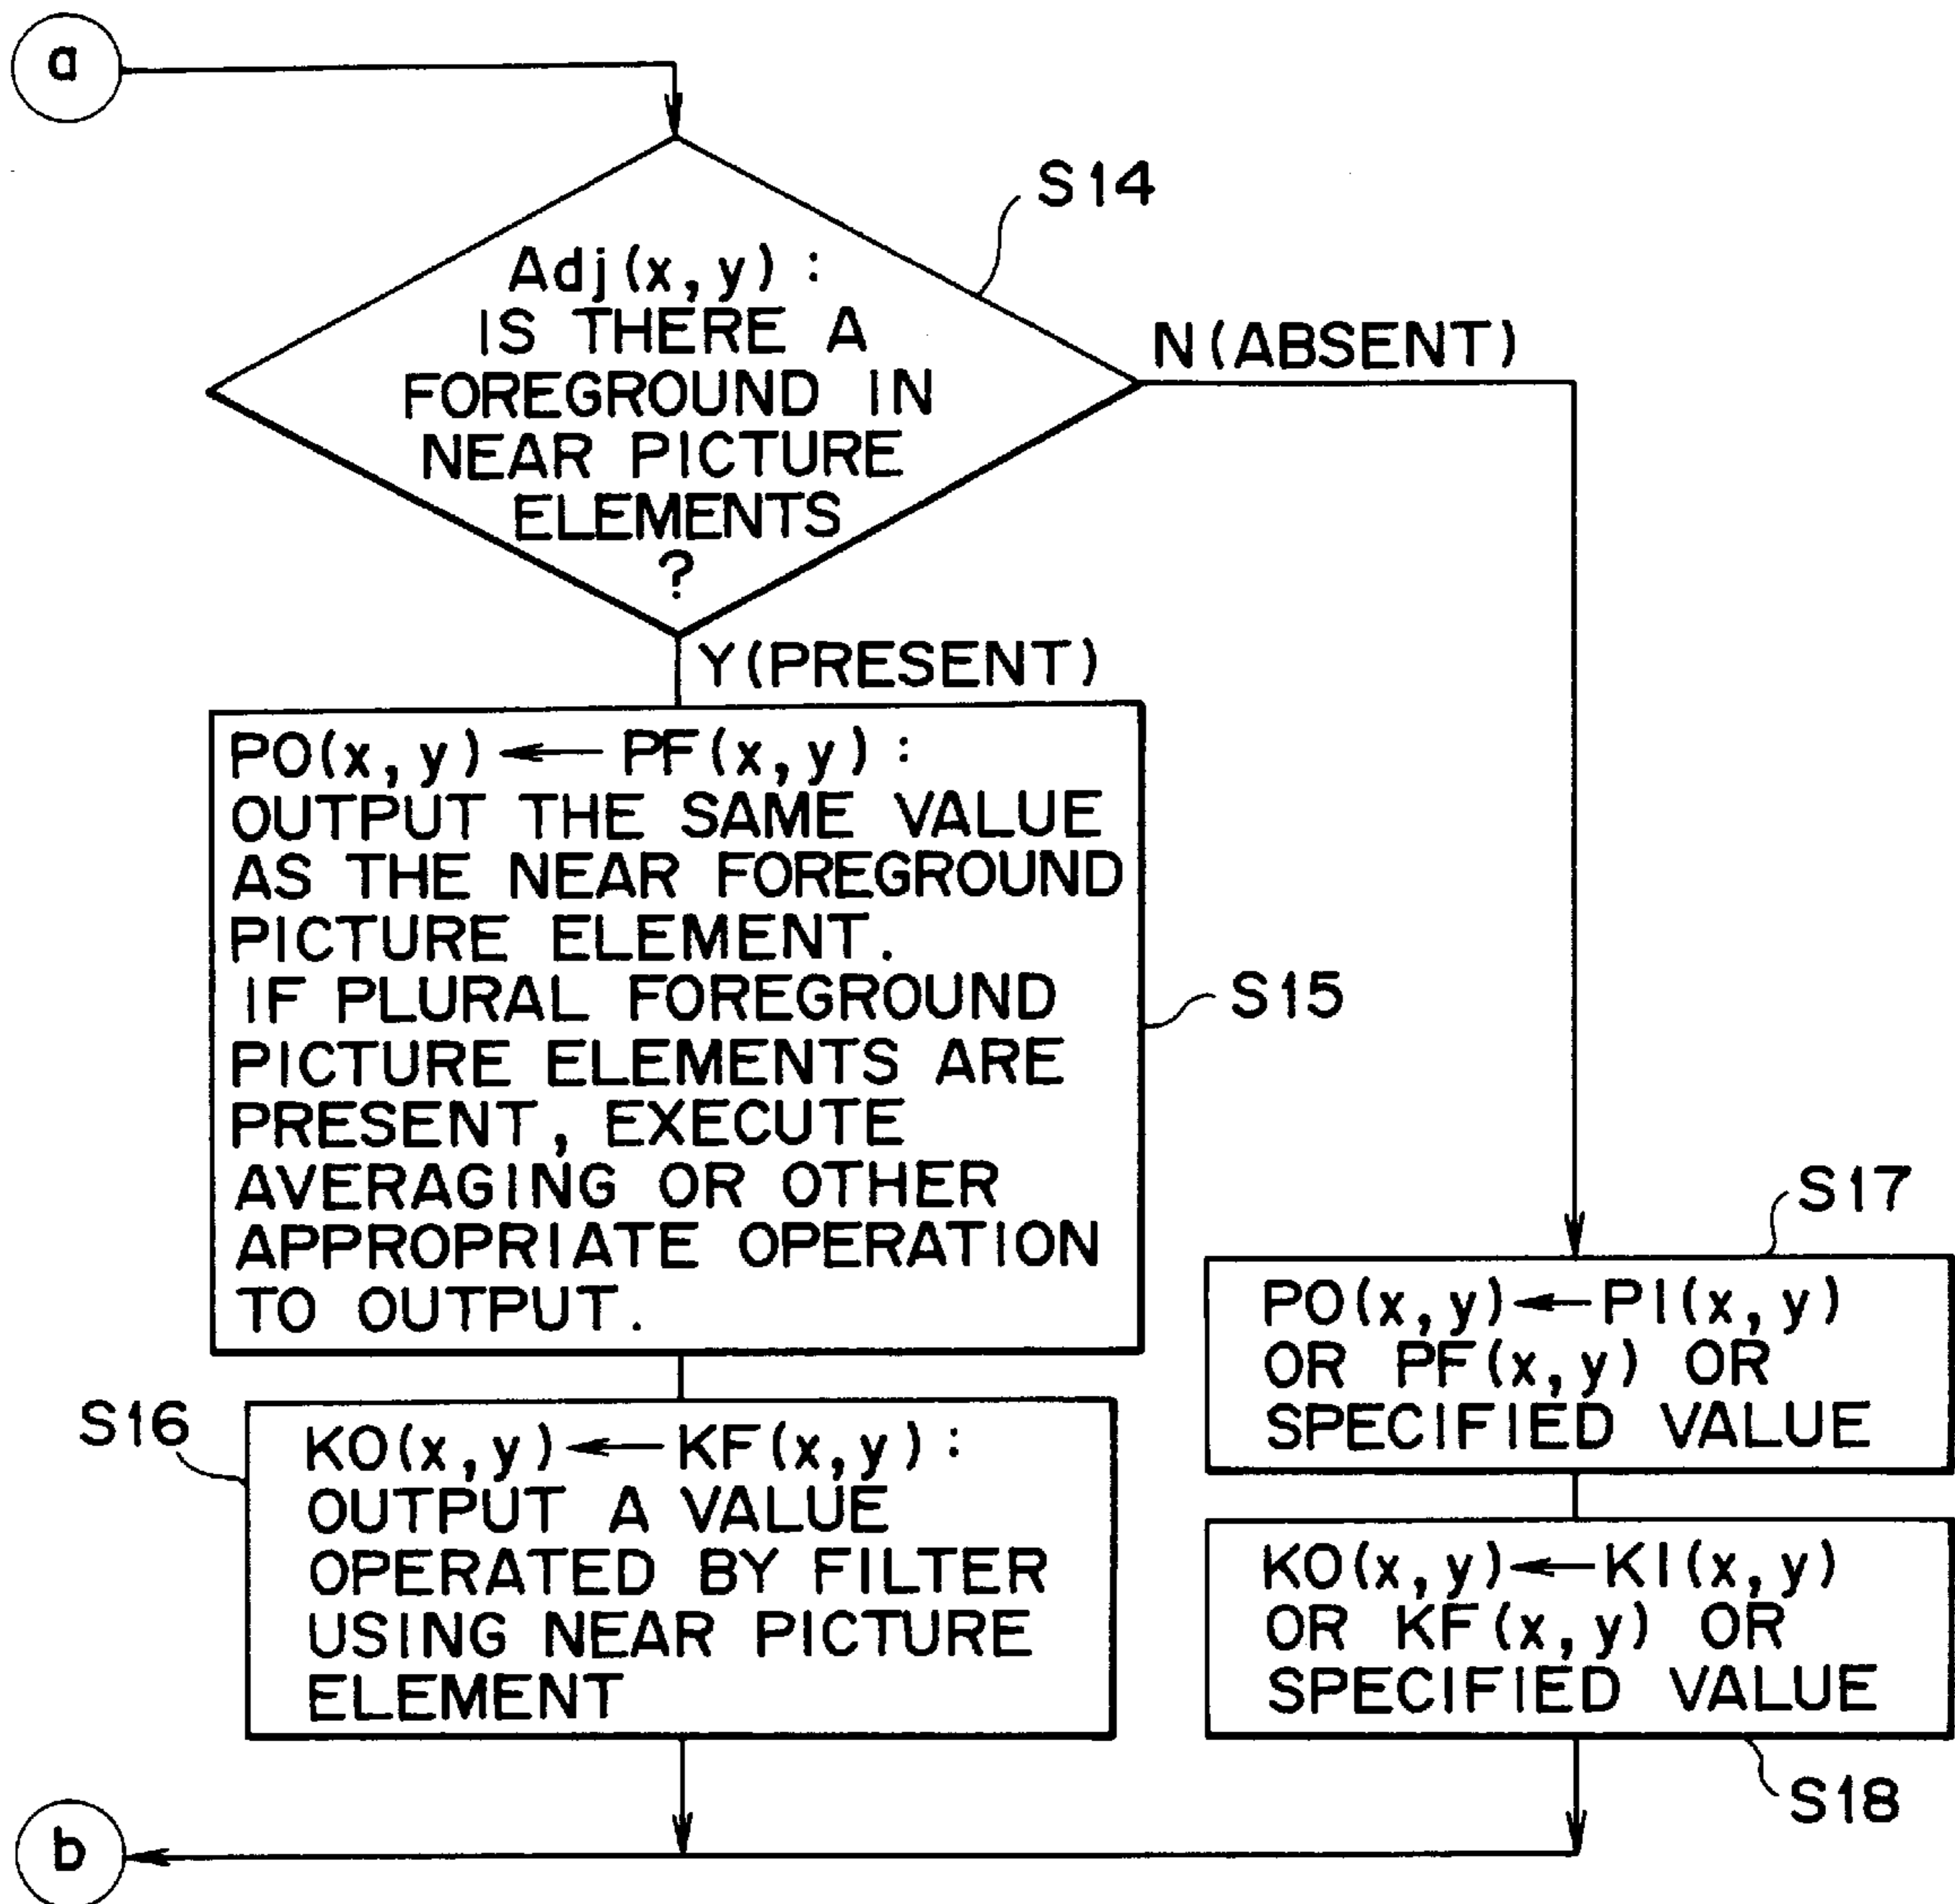 a
S14
Adj(x,y):
IS THERE A
FOREGROUND IN
NEAR PICTURE
ELEMENTS
?
N(ABSENT)
Y(PRESENT)
PO(x,y) ← PF(x,y):
OUTPUT THE SAME VALUE
AS THE NEAR FOREGROUND
PICTURE ELEMENT.
IF PLURAL FOREGROUND
PICTURE ELEMENTS ARE
PRESENT, EXECUTE
AVERAGING OR OTHER
APPROPRIATE OPERATION
TO OUTPUT.
S15
S16
KO(x,y) ← KF(x,y):
OUTPUT A VALUE
OPERATED BY FILTER
USING NEAR PICTURE
ELEMENT
S17
PO(x,y) ← PI(x,y)
OR PF(x,y) OR
SPECIFIED VALUE
KO(x,y) ← KI(x,y)
OR KF(x,y) OR
SPECIFIED VALUE
S18
b